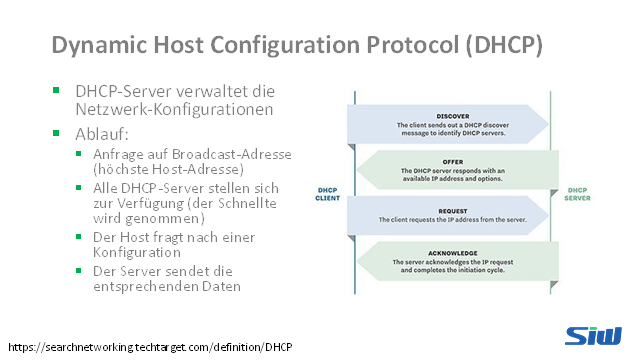 Dynamic Host Configuration Protocol (DHCP)
DHCP-Server verwaltet die
Netzwerk-Konfigurationen
Ablauf:
Anfrage auf Broadcast-Adresse
(höchste Host-Adresse)
Alle DHCP-Server stellen sich
zur Verfügung (der Schnellte
wird genommen)
Der Host fragt nach einer
Konfiguration
Der Server sendet die
entsprechenden Daten
DISCOVER
The client sends out a DHCP discover
message to identify DHCP servers.
OFFER
The DHCP server responds with an
available IP address and options.
DHCP
CLIENT
DHCP
SERVER
REQUEST
The client requests the IP address from the server.
ACKNOWLEDGE
The server acknowledges the IP request
and completes the initiation cycle.
https://searchnetworking.techtarget.com/definition/DHCP
siw